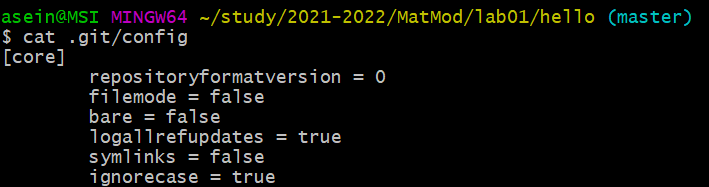 asein@MSI MINGW64 ~/study/2021-2022/MatMod/lab01/hello (master)
$ cat .git/config
[core]
        repositoryformatversion = 0
        filemode = false
        bare = false
        logallrefupdates = true
        symlinks = false
        ignorecase = true